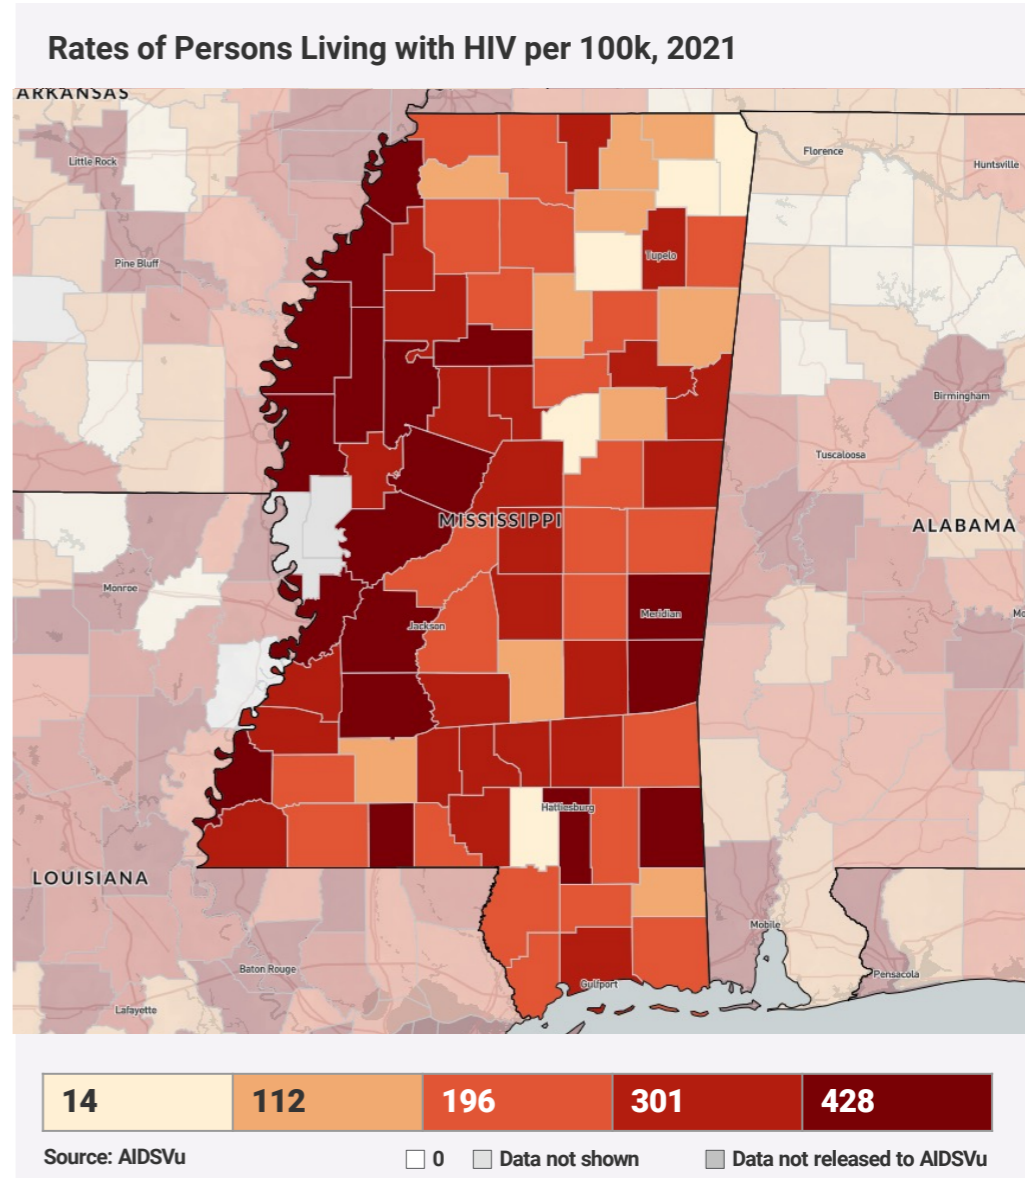 Rates of Persons Living with HIV per 100k, 2021
ARKANSAS
Little Rock
Florence
Huntsville
Pine Bluff
Tupelo
Birmingham
Tuscaloosa
MISSISSIPPI
ALABAMA
Monroe
Meridian
Jackson
Hattiesburg
LOUISIANA
Mobile
Baton Rouge
Pensacola
Gulfport
Lafayette
14 112 196 301 428
Source: AIDSVu 0 Data not shown Data not released to AIDSVu